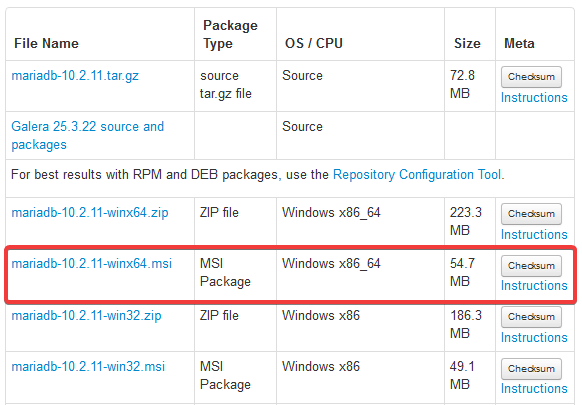 File Name Package Type OS / CPU Size Meta
mariadb-10.2.11.tar.gz source tar.gz file Source 72.8 MB Checksum Instructions
Galera 25.3.22 source and packages Source
For best results with RPM and DEB packages, use the Repository Configuration Tool.
mariadb-10.2.11-winx64.zip ZIP file Windows x86_64 223.3 MB Checksum Instructions
mariadb-10.2.11-winx64.msi MSI Package Windows x86_64 54.7 MB Checksum Instructions
mariadb-10.2.11-win32.zip ZIP file Windows x86 186.3 MB Checksum Instructions
mariadb-10.2.11-win32.msi MSI Package Windows x86 49.1 MB Checksum Instructions